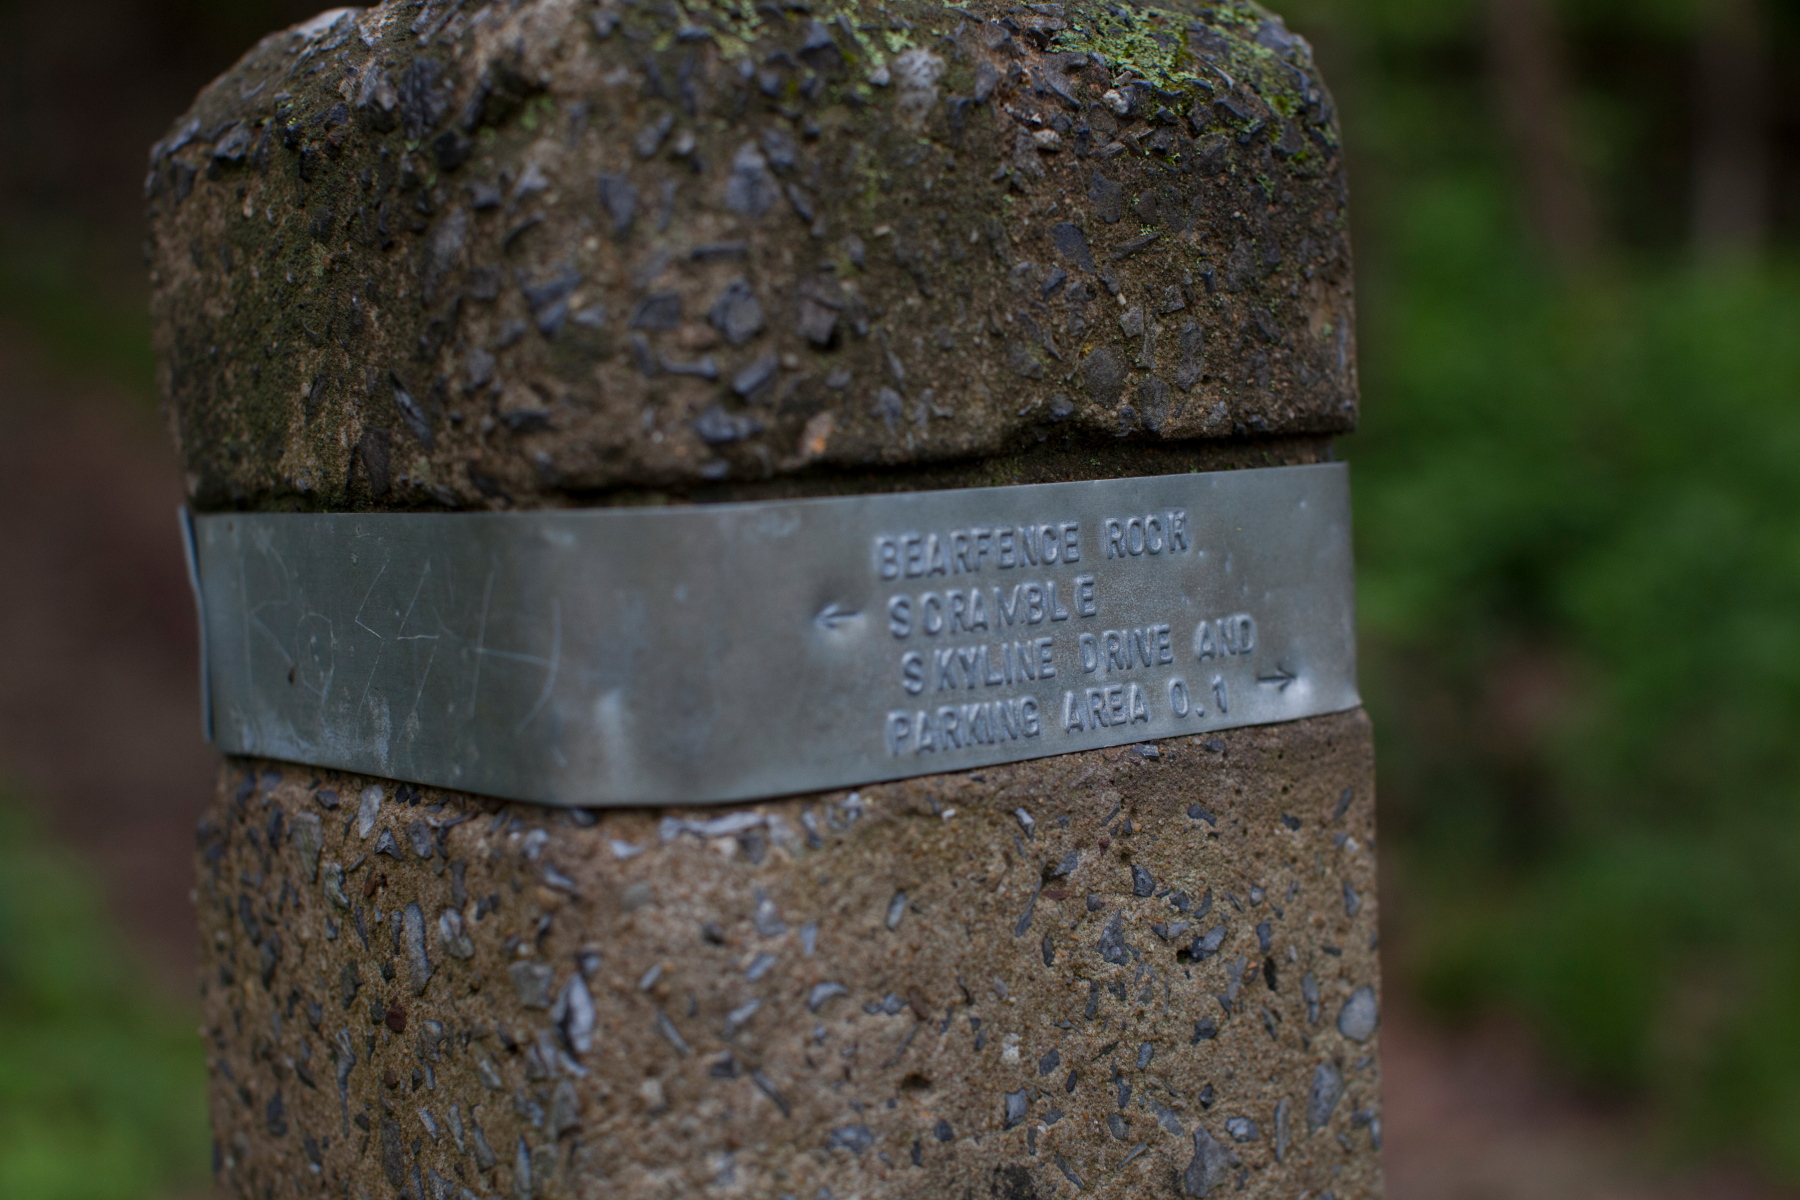 BEARFENCE ROCK
← SCRAMBLE
SKYLINE DRIVE AND
PARKING AREA 0.1 →